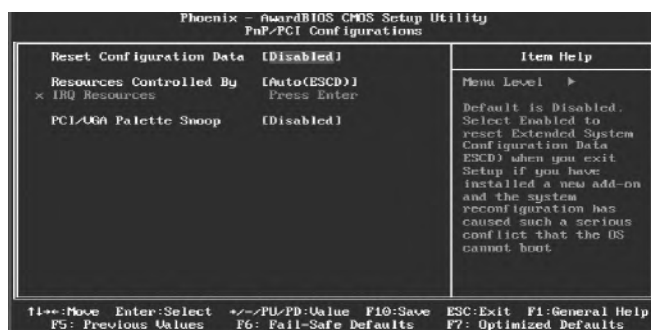 Phoenix - AwardBIOS CMOS Setup Utility
PnP/PCI Configurations
Reset Configuration Data [Disabled]
Resources Controlled By [Auto(ESCD)]
x IRQ Resources Press Enter
PCI/VGA Palette Snoop [Disabled]
Item Help
Menu Level ▶
Default is Disabled.
Select Enabled to
reset Extended System
Configuration Data
ESCD) when you exit
Setup if you have
installed a new add-on
and the system
reconfiguration has
caused such a serious
conflict that the OS
cannot boot
↑↓→←:Move Enter:Select +/-/PU/PD:Value F10:Save ESC:Exit F1:General Help
F5: Previous Values F6: Fail-Safe Defaults F7: Optimized Defaults